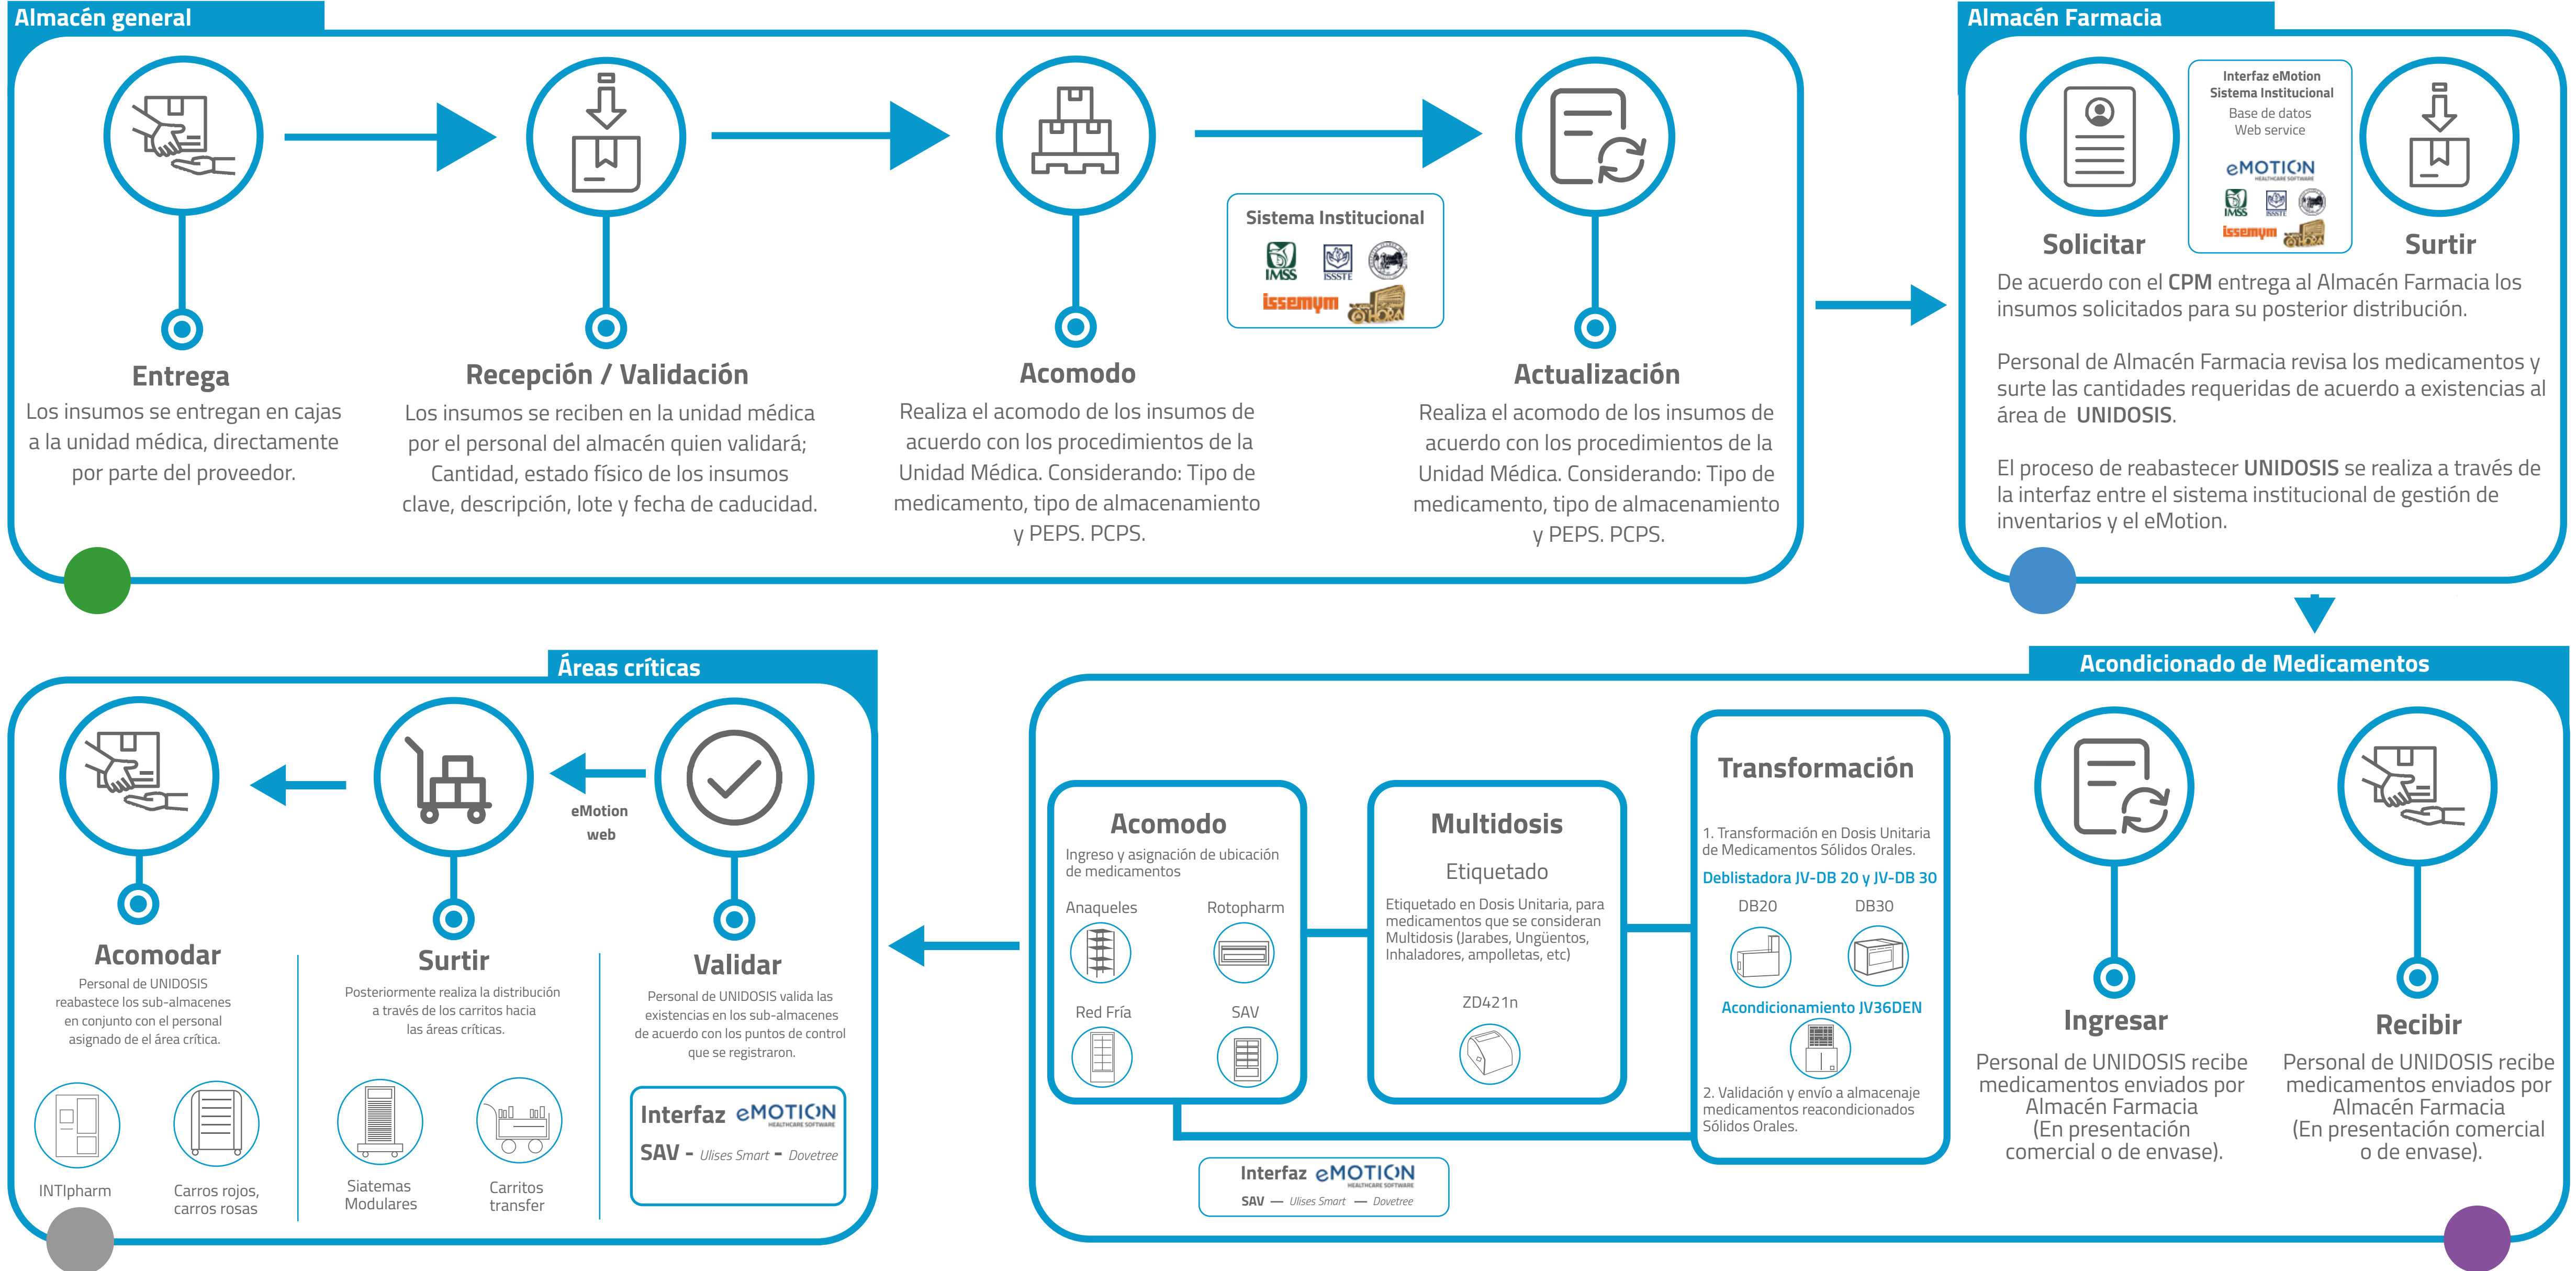 Almacén general
Entrega
Los insumos se entregan en cajas
a la unidad médica, directamente
por parte del proveedor.
Recepción / Validación
Los insumos se reciben en la unidad médica
por el personal del almacén quien validará;
Cantidad, estado físico de los insumos
clave, descripción, lote y fecha de caducidad.
Acomodo
Realiza el acomodo de los insumos de
acuerdo con los procedimientos de la
Unidad Médica. Considerando: Tipo de
medicamento, tipo de almacenamiento
y PEPS. PCPS.
Sistema Institucional
IMSS
ISSSTE
issemym
Actualización
Realiza el acomodo de los insumos de
acuerdo con los procedimientos de la
Unidad Médica. Considerando: Tipo de
medicamento, tipo de almacenamiento
y PEPS. PCPS.
Almacén Farmacia
Solicitar
Interfaz eMotion
Sistema Institucional
Base de datos
Web service
eMOTION
HEALTHCARE SOFTWARE
IMSS
ISSSTE
issemym
Surtir
De acuerdo con el CPM entrega al Almacén Farmacia los
insumos solicitados para su posterior distribución.
Personal de Almacén Farmacia revisa los medicamentos y
surte las cantidades requeridas de acuerdo a existencias al
área de UNIDOSIS.
El proceso de reabastecer UNIDOSIS se realiza a través de
la interfaz entre el sistema institucional de gestión de
inventarios y el eMotion.
Áreas críticas
eMotion
web
Acomodar
Personal de UNIDOSIS
reabastece los sub-almacenes
en conjunto con el personal
asignado de el área crítica.
INTIpharm
Carros rojos,
carros rosas
Surtir
Posteriormente realiza la distribución
a través de los carritos hacia
las áreas críticas.
Siatemas
Modulares
Carritos
transfer
Validar
Personal de UNIDOSIS valida las
existencias en los sub-almacenes
de acuerdo con los puntos de control
que se registraron.
Interfaz eMOTION
HEALTHCARE SOFTWARE
SAV - Ulises Smart - Dovetree
Acondicionado de Medicamentos
Acomodo
Ingreso y asignación de ubicación
de medicamentos
Anaqueles
Rotopharm
Red Fría
SAV
Multidosis
Etiquetado
Etiquetado en Dosis Unitaria, para
medicamentos que se consideran
Multidosis (Jarabes, Ungüentos,
Inhaladores, ampolletas, etc)
ZD421n
Transformación
1. Transformación en Dosis Unitaria
de Medicamentos Sólidos Orales.
Deblistadora JV-DB 20 y JV-DB 30
DB20
DB30
Acondicionamiento JV36DEN
2. Validación y envío a almacenaje
medicamentos reacondicionados
Sólidos Orales.
Interfaz eMOTION
HEALTHCARE SOFTWARE
SAV — Ulises Smart — Dovetree
Ingresar
Personal de UNIDOSIS recibe
medicamentos enviados por
Almacén Farmacia
(En presentación
comercial o de envase).
Recibir
Personal de UNIDOSIS recibe
medicamentos enviados por
Almacén Farmacia
(En presentación comercial
o de envase).